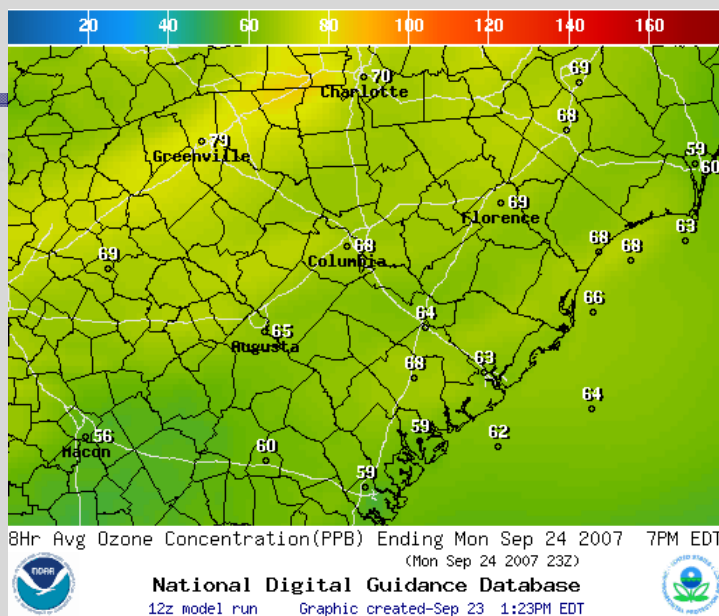 20 40 60 80 100 120 140 160
70
Charlotte
69
68
79
Greenville
59
60
69
Florence
63
68
Columbia
68
68
69
66
64
65
Augusta
63
68
64
59
62
56
Macon
60
59
8Hr Avg Ozone Concentration(PPB) Ending Mon Sep 24 2007 7PM EDT
(Mon Sep 24 2007 23Z)
NOAA
National Digital Guidance Database
12z model run Graphic created-Sep 23 1:23PM EDT